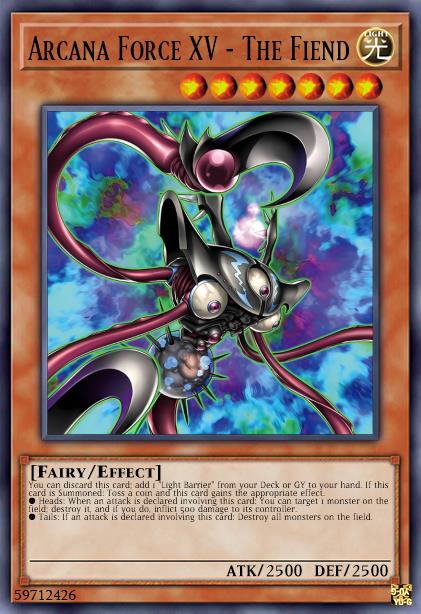 ARCANA FORCE XV - THE FIEND
LIGHT
光
[FAIRY/EFFECT]
You can discard this card; add 1 "Light Barrier" from your Deck or GY to your hand. If this
card is Summoned: Toss a coin and this card gains the appropriate effect.
● Heads: When an attack is declared involving this card: You can target 1 monster on the
field; destroy it, and if you do, inflict 500 damage to its controller.
● Tails: If an attack is declared involving this card: Destroy all monsters on the field.
ATK/2500 DEF/2500
59712426